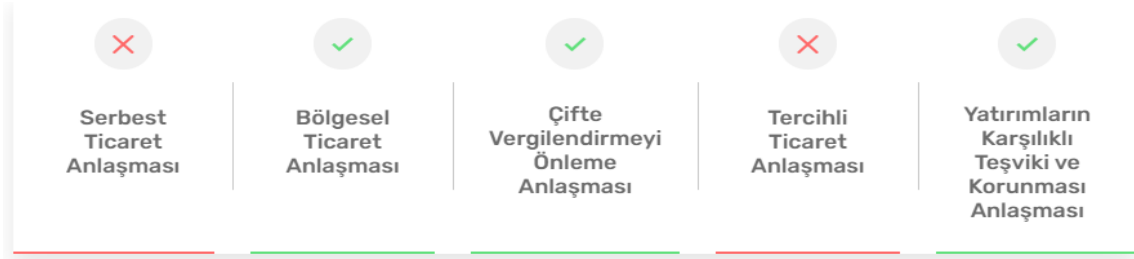 Serbest
Ticaret
Anlaşması
Bölgesel
Ticaret
Anlaşması
Çifte
Vergilendirmeyi
Önleme
Anlaşması
Tercihli
Ticaret
Anlaşması
Yatırımların
Karşılıklı
Teşviki ve
Korunması
Anlaşması